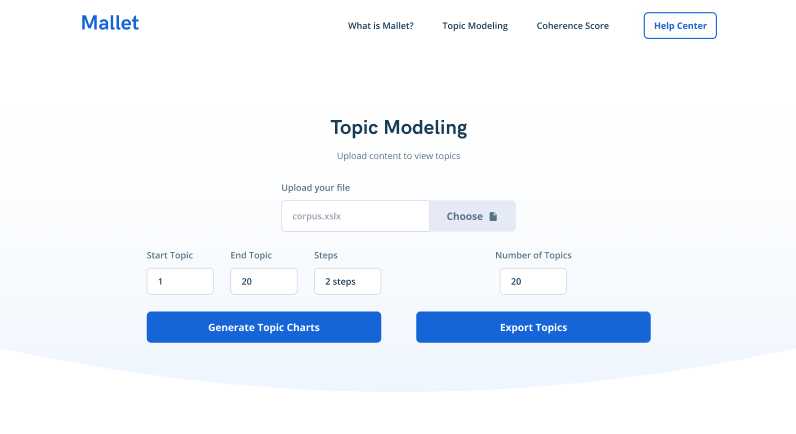 Mallet
What is Mallet? Topic Modeling Coherence Score Help Center
Topic Modeling
Upload content to view topics
Upload your file
corpus.xslx Choose
Start Topic End Topic Steps Number of Topics
1 20 2 steps 20
Generate Topic Charts Export Topics